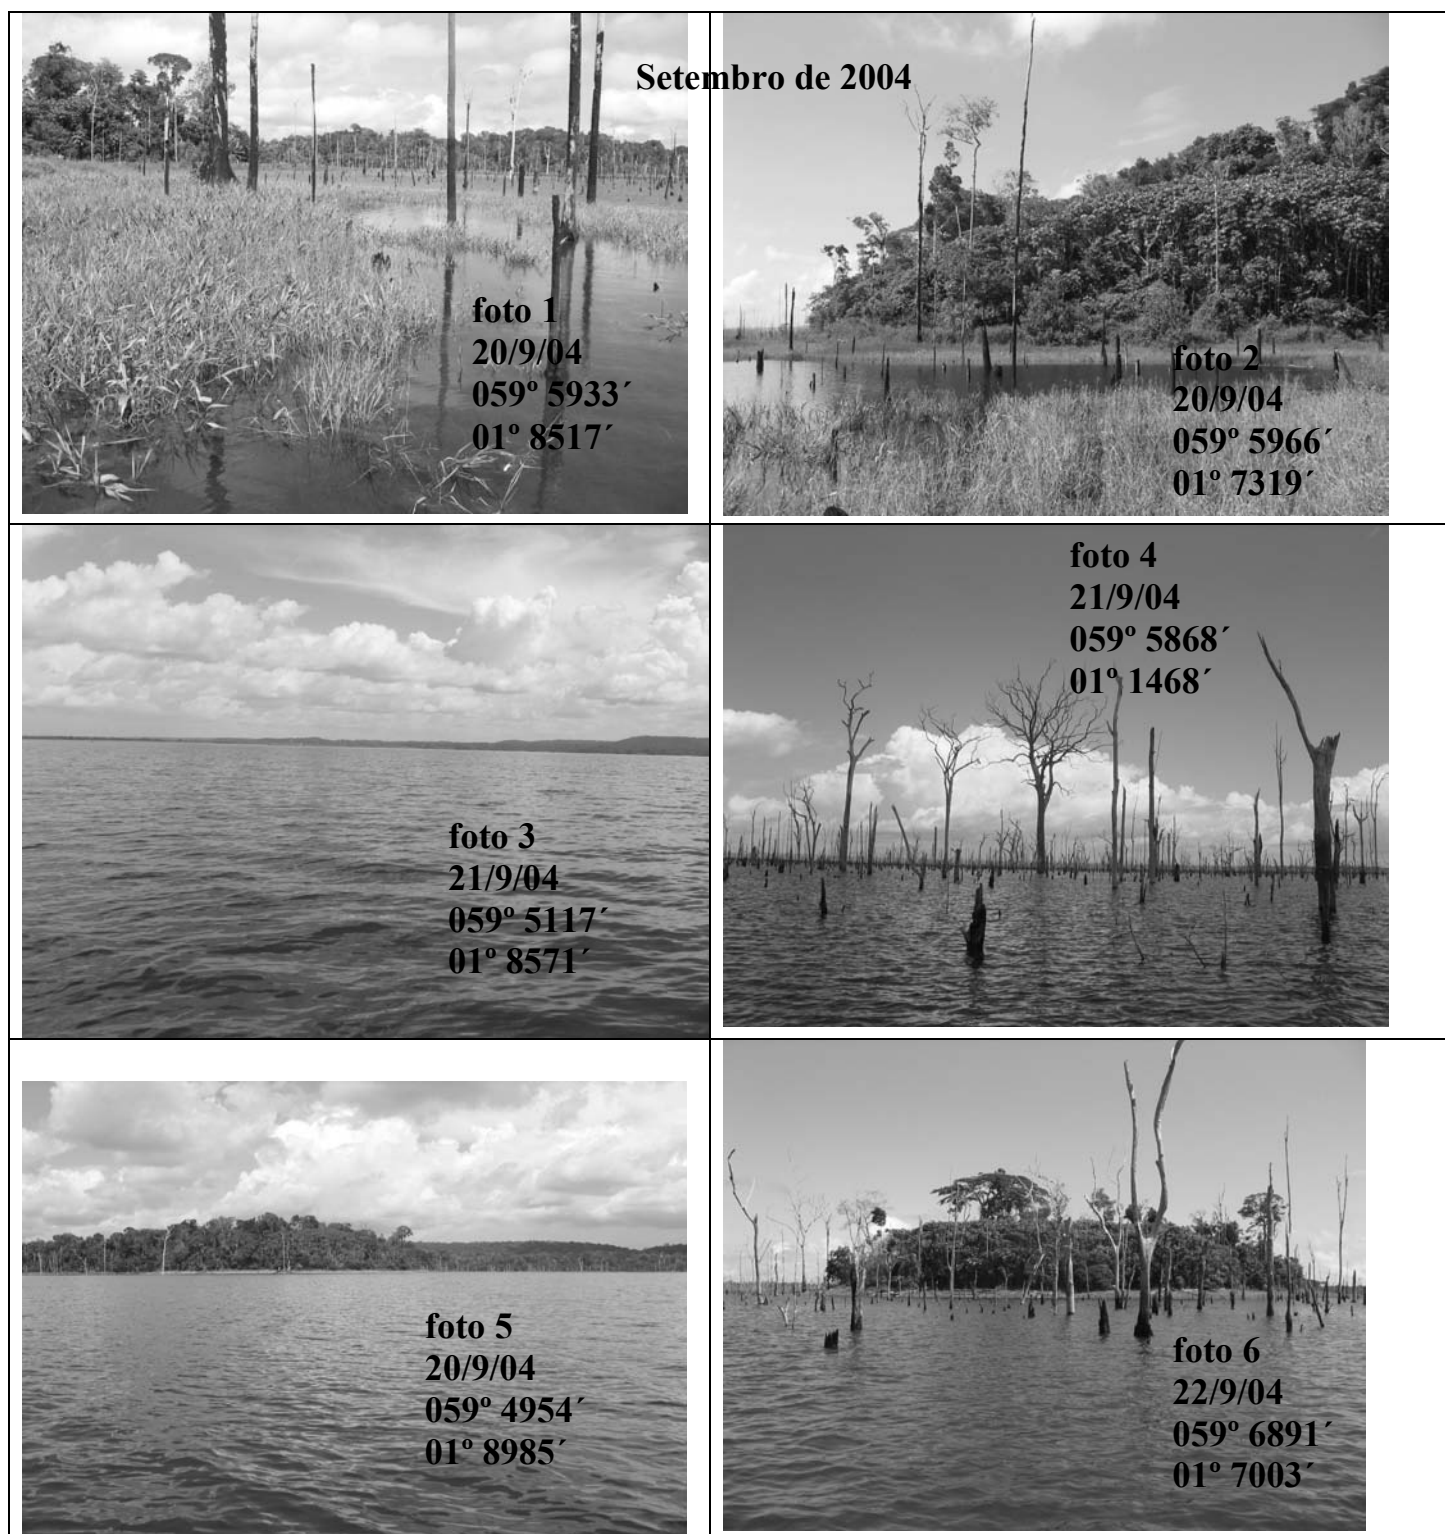 Setembro de 2004
foto 1
20/9/04
059º 5933´
01º 8517´
foto 2
20/9/04
059º 5966´
01º 7319´
foto 3
21/9/04
059º 5117´
01º 8571´
foto 4
21/9/04
059º 5868´
01º 1468´
foto 5
20/9/04
059º 4954´
01º 8985´
foto 6
22/9/04
059º 6891´
01º 7003´